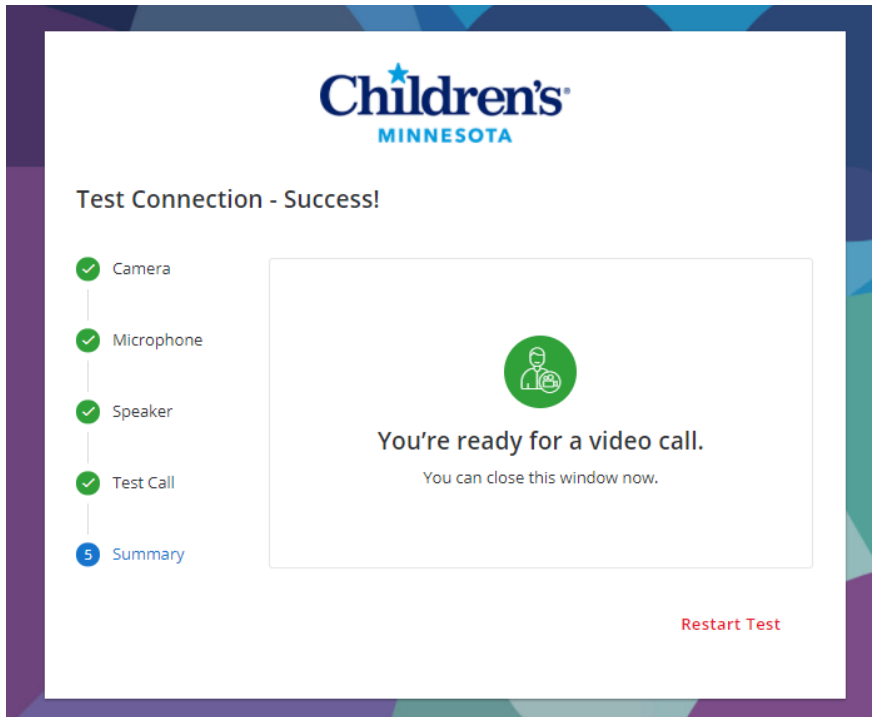 Children's®
MINNESOTA
Test Connection - Success!
Camera
Microphone
Speaker
Test Call
5 Summary
You're ready for a video call.
You can close this window now.
Restart Test